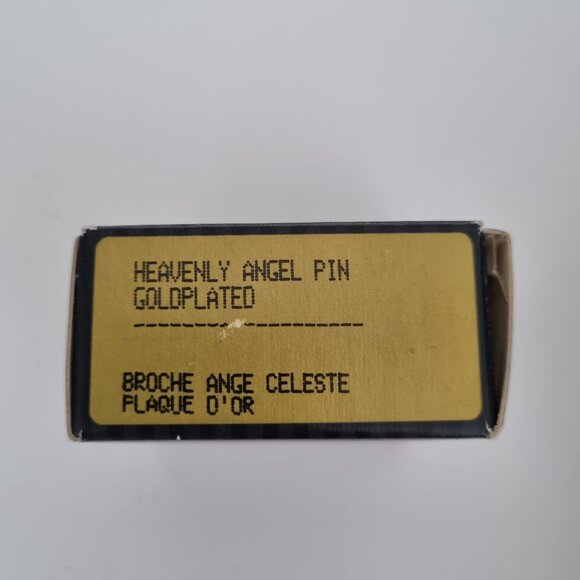 HEAVENLY ANGEL PIN
GOLDPLATED
--------------------
BROCHE ANGE CELESTE
PLAQUE D'OR